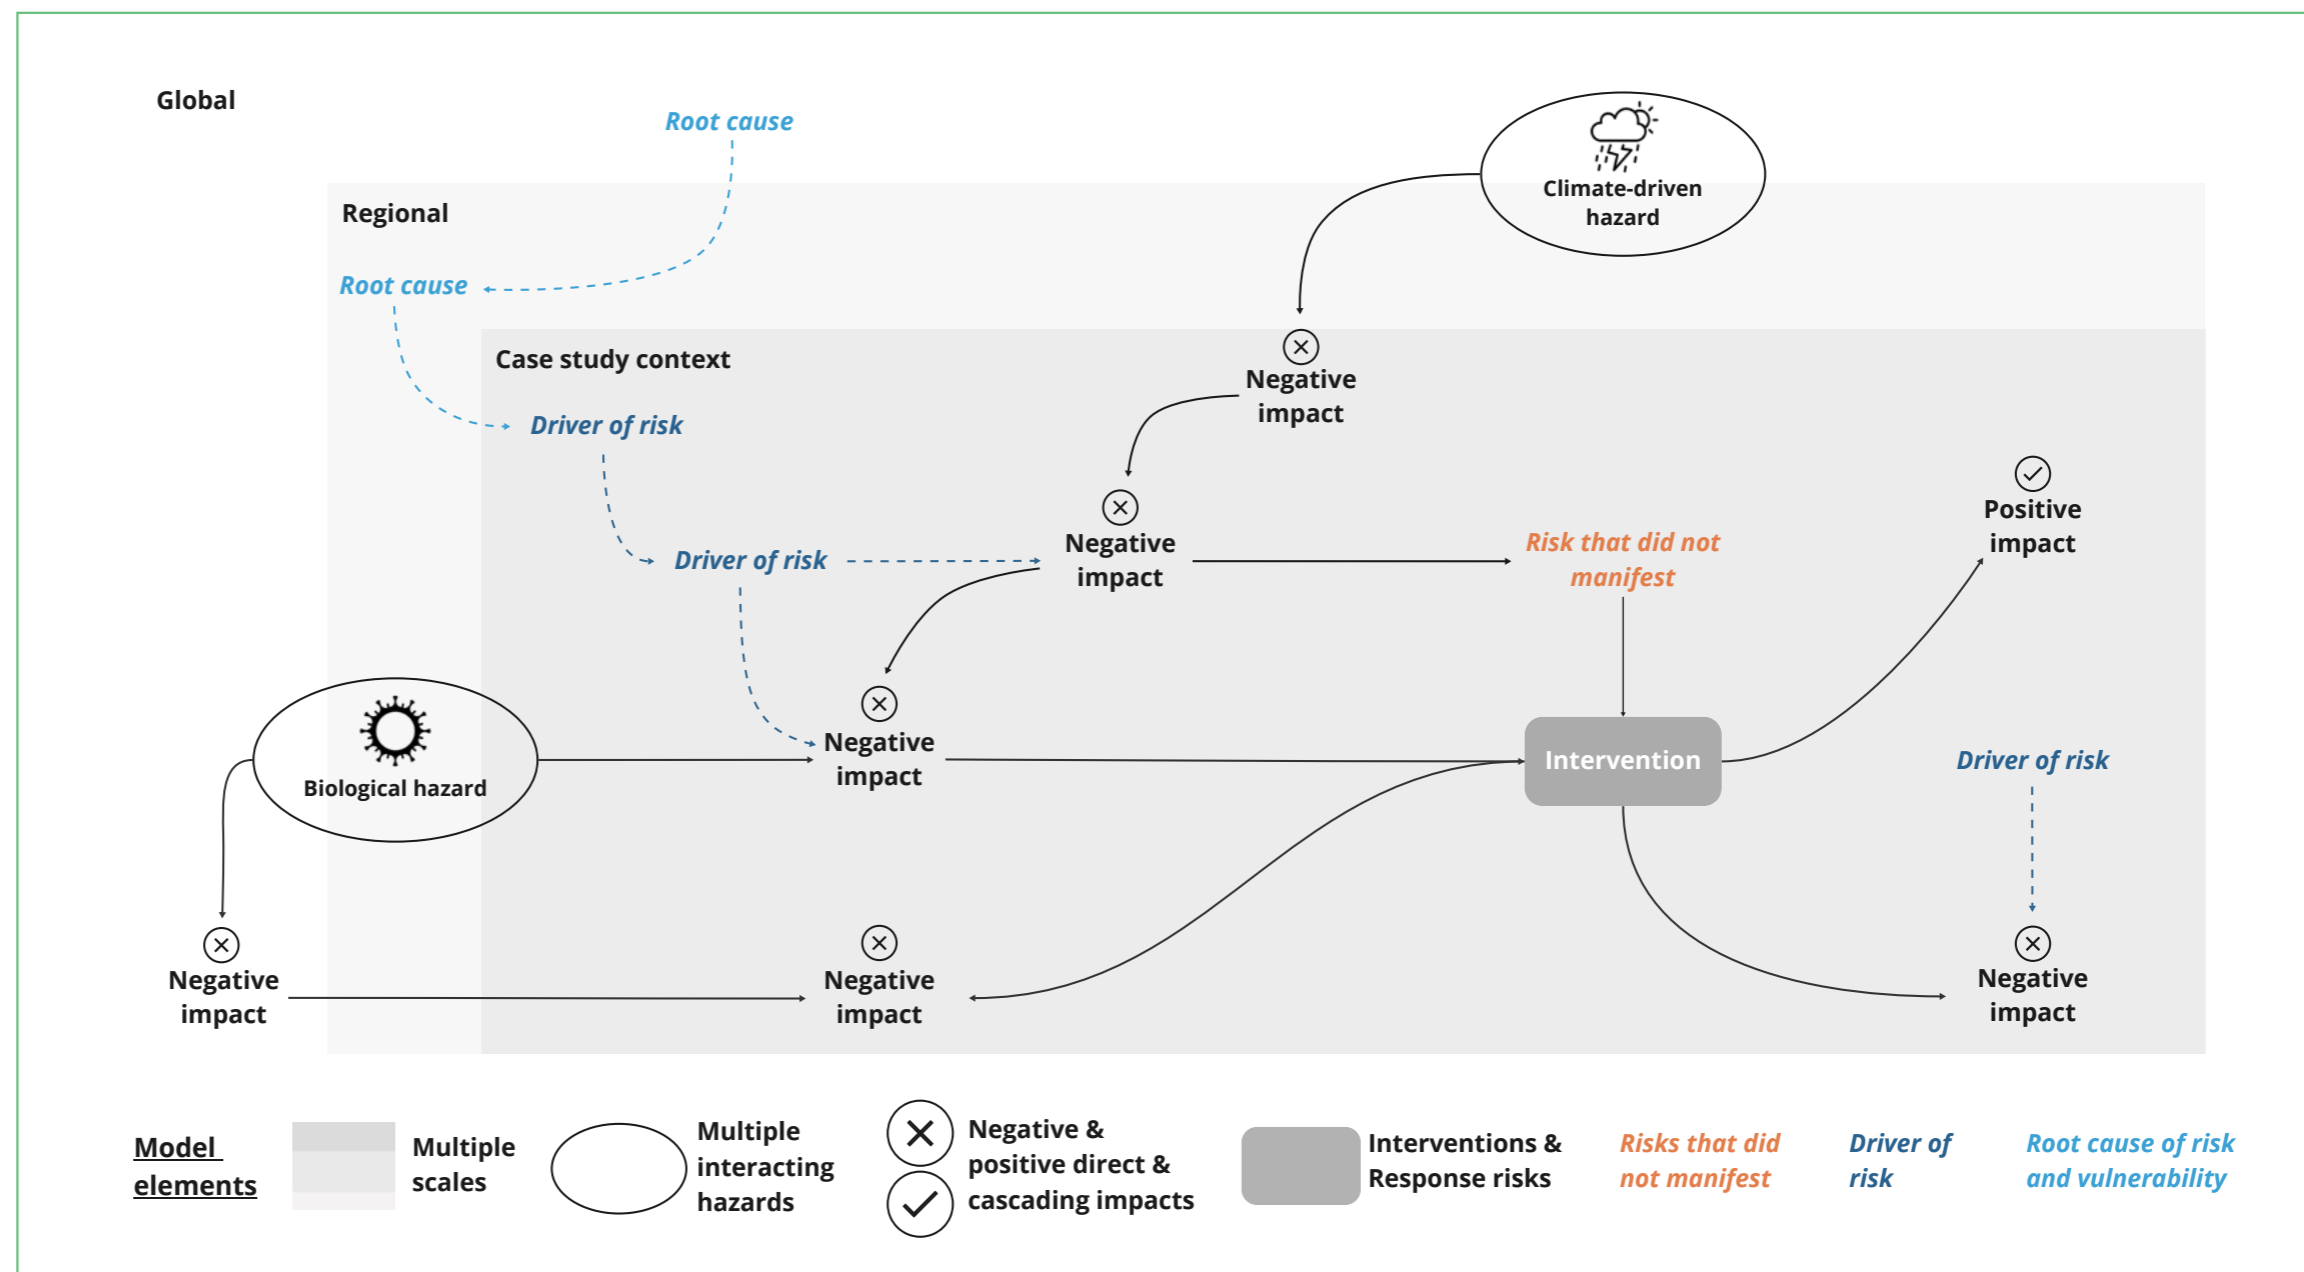 Global
Root cause
Climate-driven
hazard
Regional
Root cause
Case study context
Negative
impact
Driver of risk
Positive
impact
Negative
impact
Risk that did not
manifest
Driver of risk
Negative
impact
Intervention
Driver of risk
Biological hazard
Negative
impact
Negative
impact
Negative
impact
Model
elements
Multiple
scales
Multiple
interacting
hazards
Negative &
positive direct &
cascading impacts
Interventions &
Response risks
Risks that did
not manifest
Driver of
risk
Root cause of risk
and vulnerability